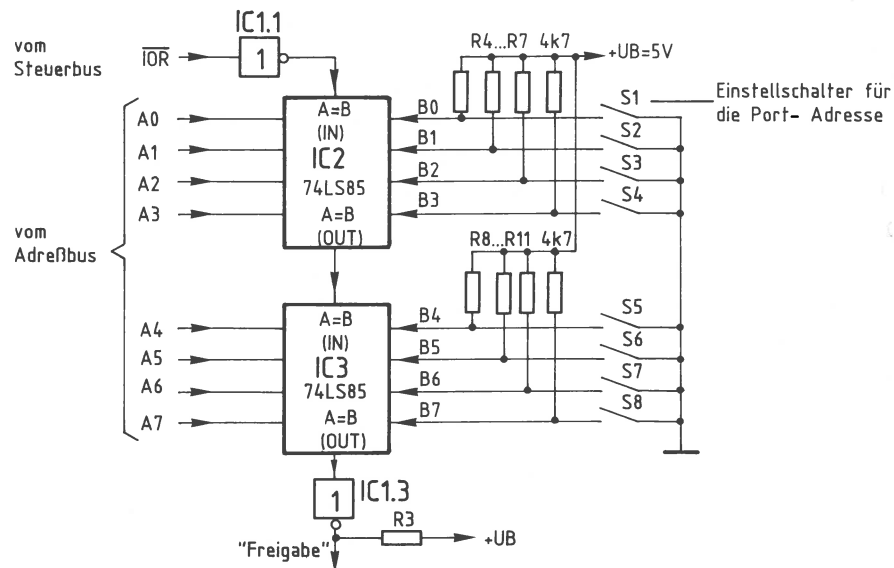 IC1.1
vom
Steuerbus
IOR
1
R4...R7 4k7
+UB=5V
Einstellschalter für
die Port- Adresse
A0
A1
A2
A3
A=B
(IN)
IC2
74LS85
A=B
(OUT)
B0
B1
B2
B3
S1
S2
S3
S4
vom
Adreßbus
R8...R11 4k7
A4
A5
A6
A7
A=B
(IN)
IC3
74LS85
A=B
(OUT)
B4
B5
B6
B7
S5
S6
S7
S8
1
IC1.3
R3
+UB
"Freigabe"